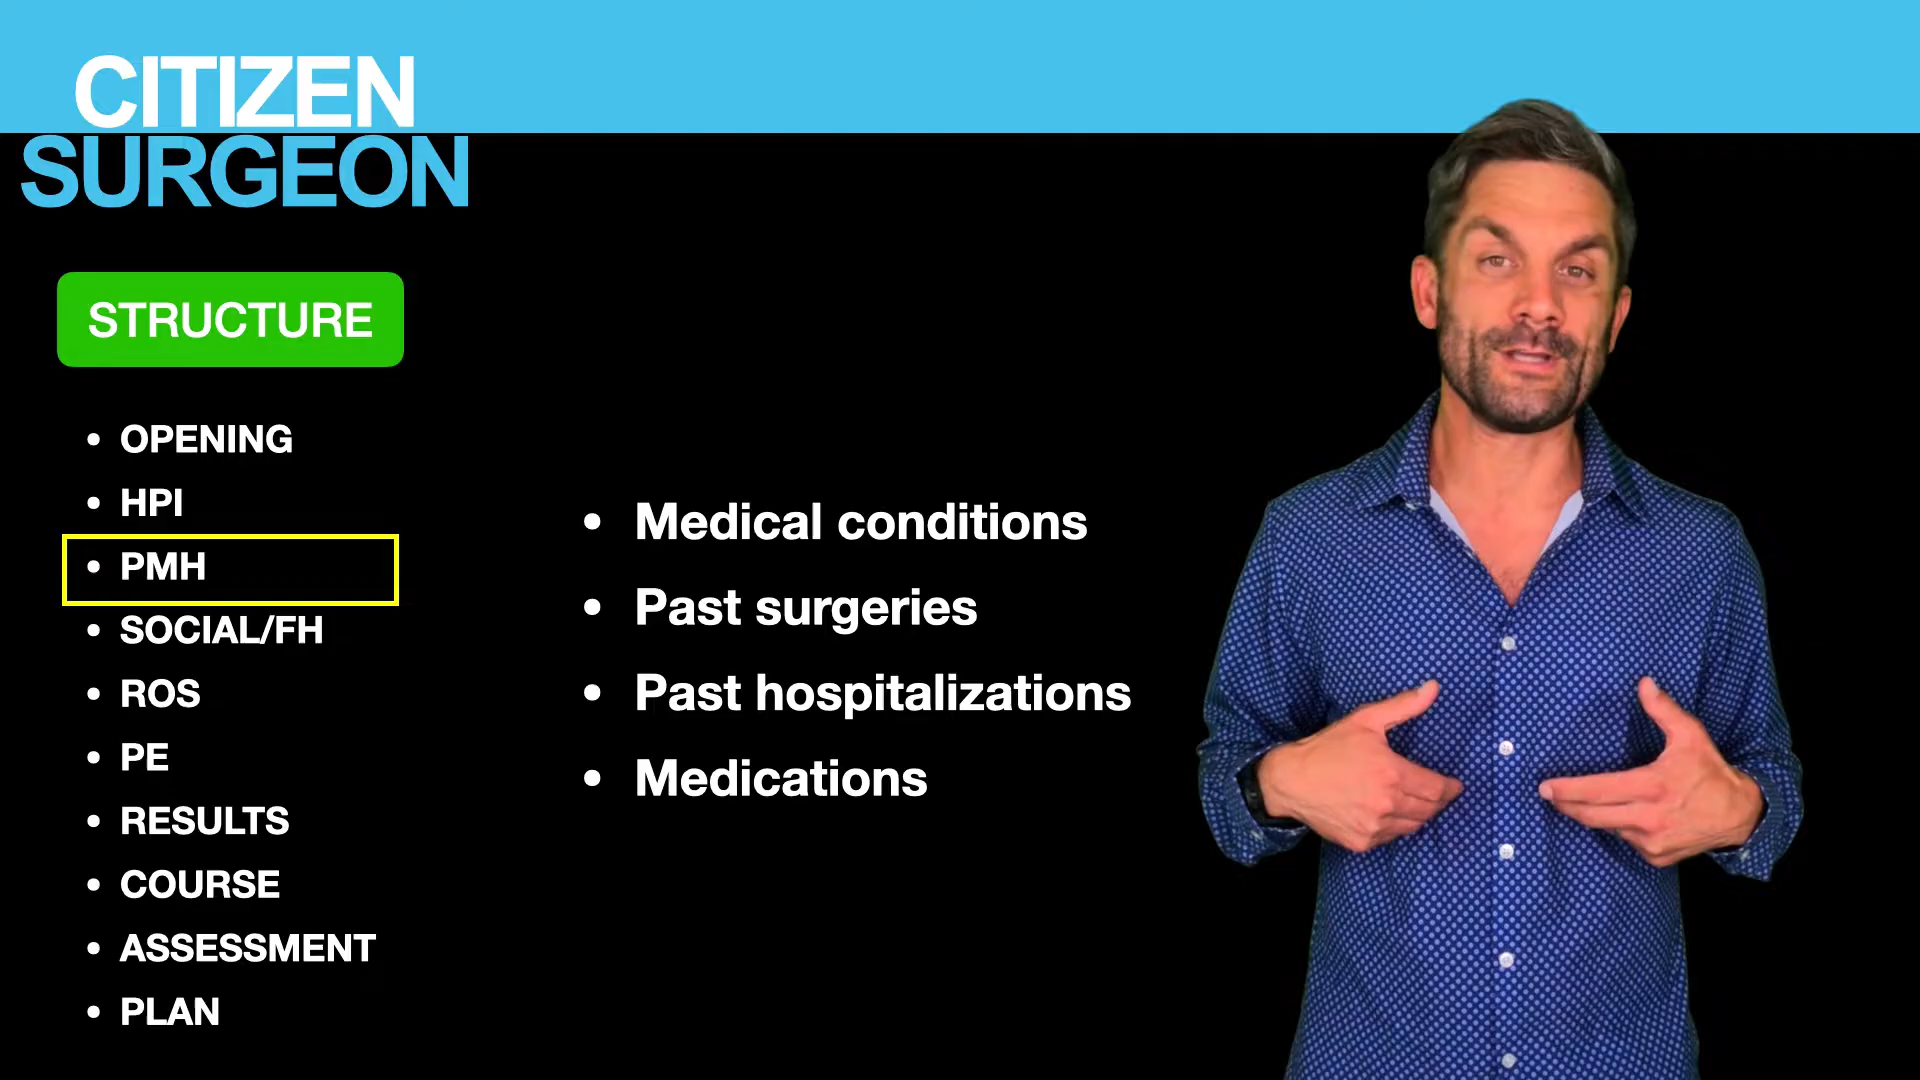 CITIZEN
SURGEON
STRUCTURE
• OPENING
• HPI
• PMH
• SOCIAL/FH
• ROS
• PE
• RESULTS
• COURSE
• ASSESSMENT
• PLAN
• Medical conditions
• Past surgeries
• Past hospitalizations
• Medications